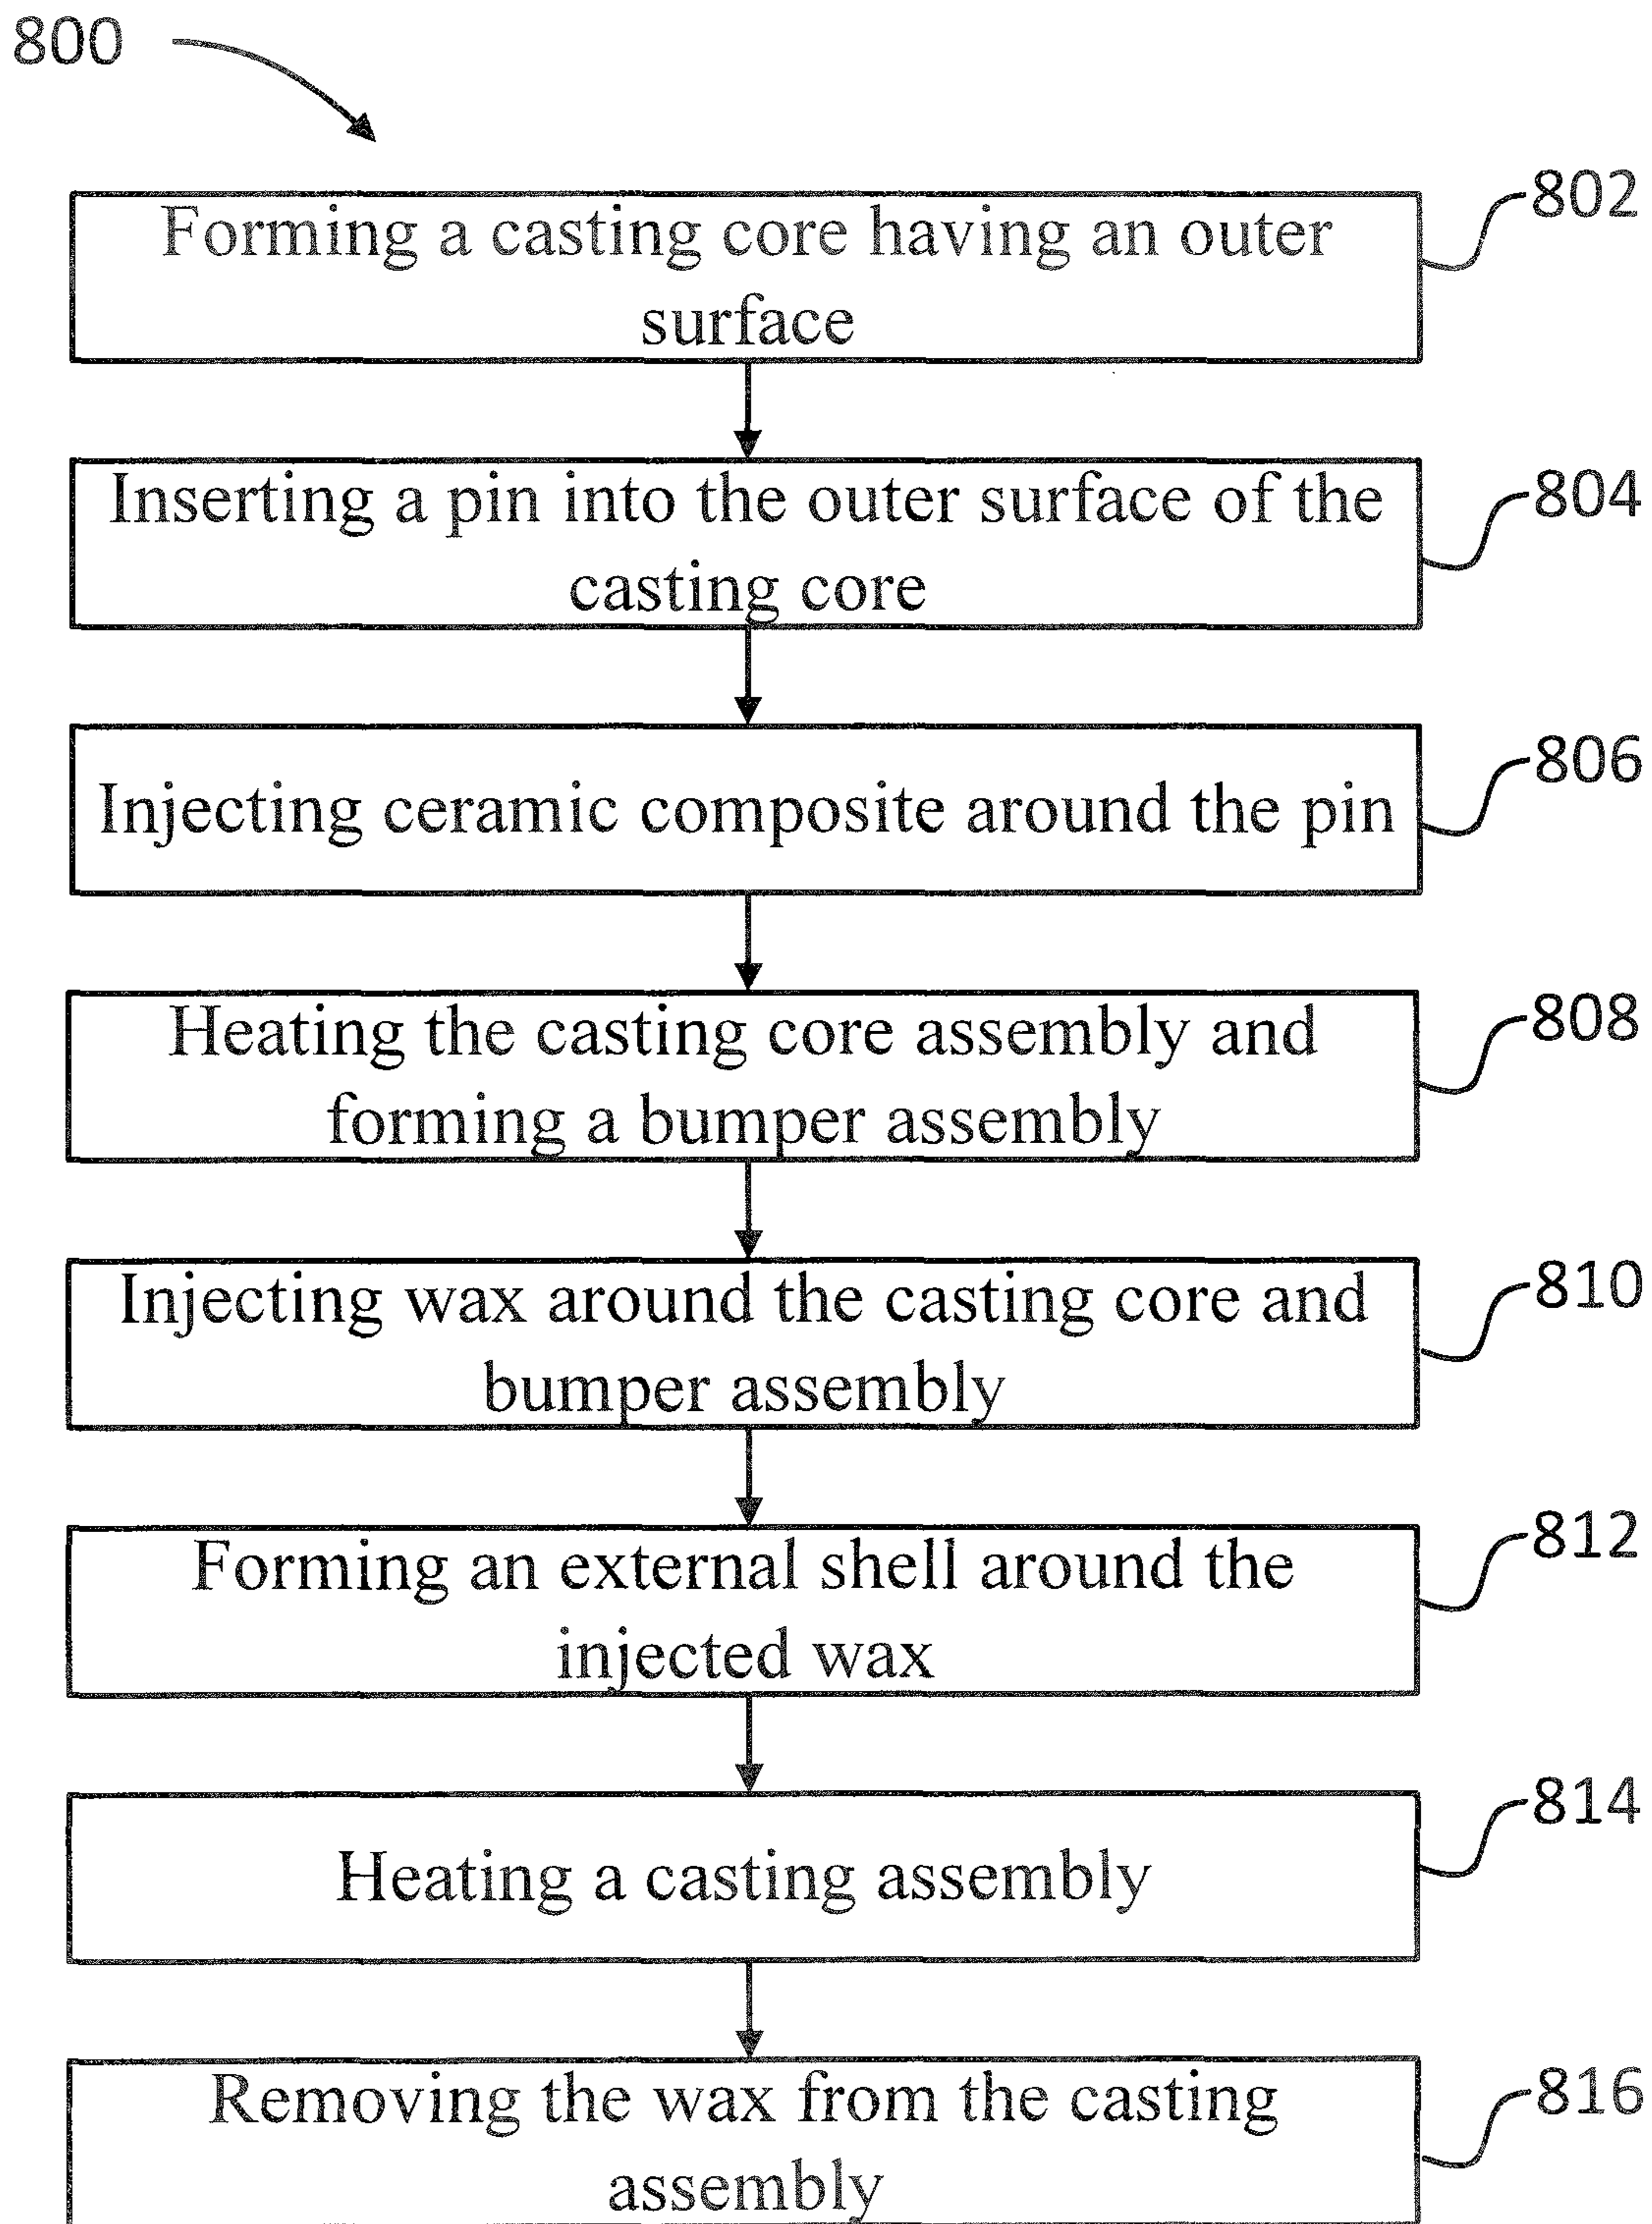 800
802
Forming a casting core having an outer
surface
804
Inserting a pin into the outer surface of the
casting core
806
Injecting ceramic composite around the pin
808
Heating the casting core assembly and
forming a bumper assembly
810
Injecting wax around the casting core and
bumper assembly
812
Forming an external shell around the
injected wax
814
Heating a casting assembly
816
Removing the wax from the casting
assembly